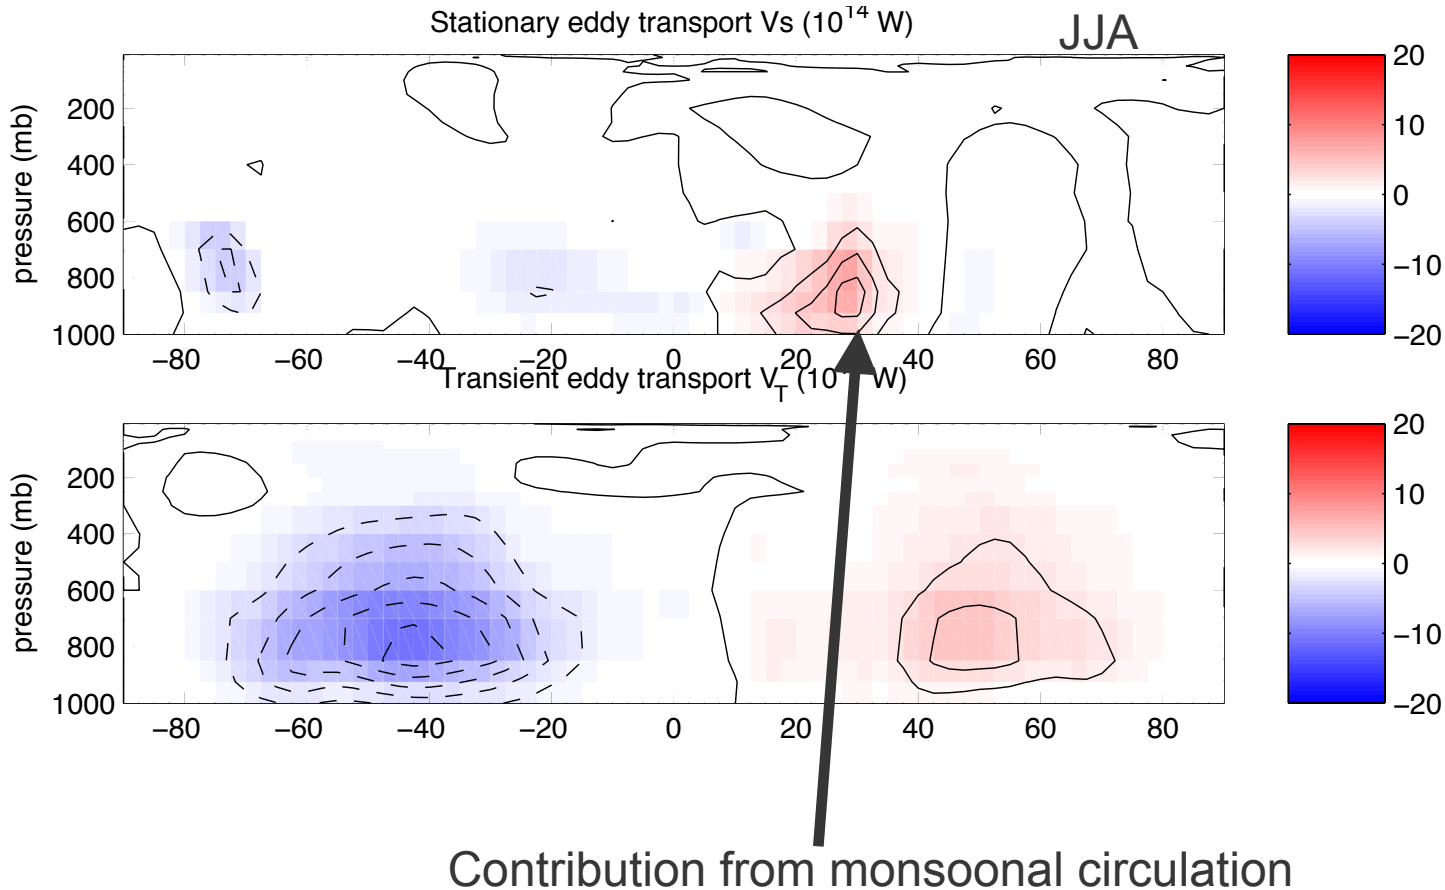 Stationary eddy transport Vs (10^14 W)
JJA
pressure (mb)
200
400
600
800
1000
−80 −60 −40 −20 0 20 40 60 80
20
10
0
−10
−20
Transient eddy transport V_T (10 W)
pressure (mb)
200
400
600
800
1000
−80 −60 −40 −20 0 20 40 60 80
20
10
0
−10
−20
Contribution from monsoonal circulation